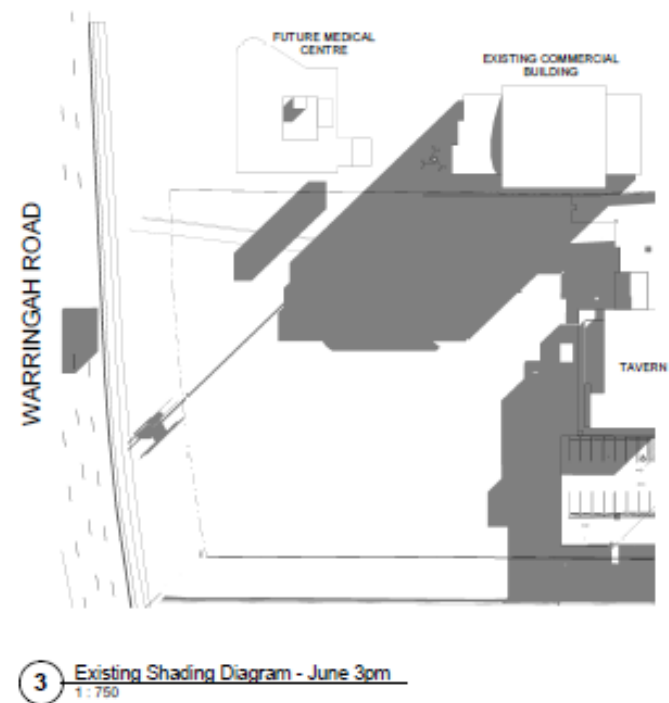 FUTURE MEDICAL
CENTRE
EXISTING COMMERCIAL
BUILDING
WARRINGAH ROAD
TAVERN
3 Existing Shading Diagram - June 3pm
1 : 750